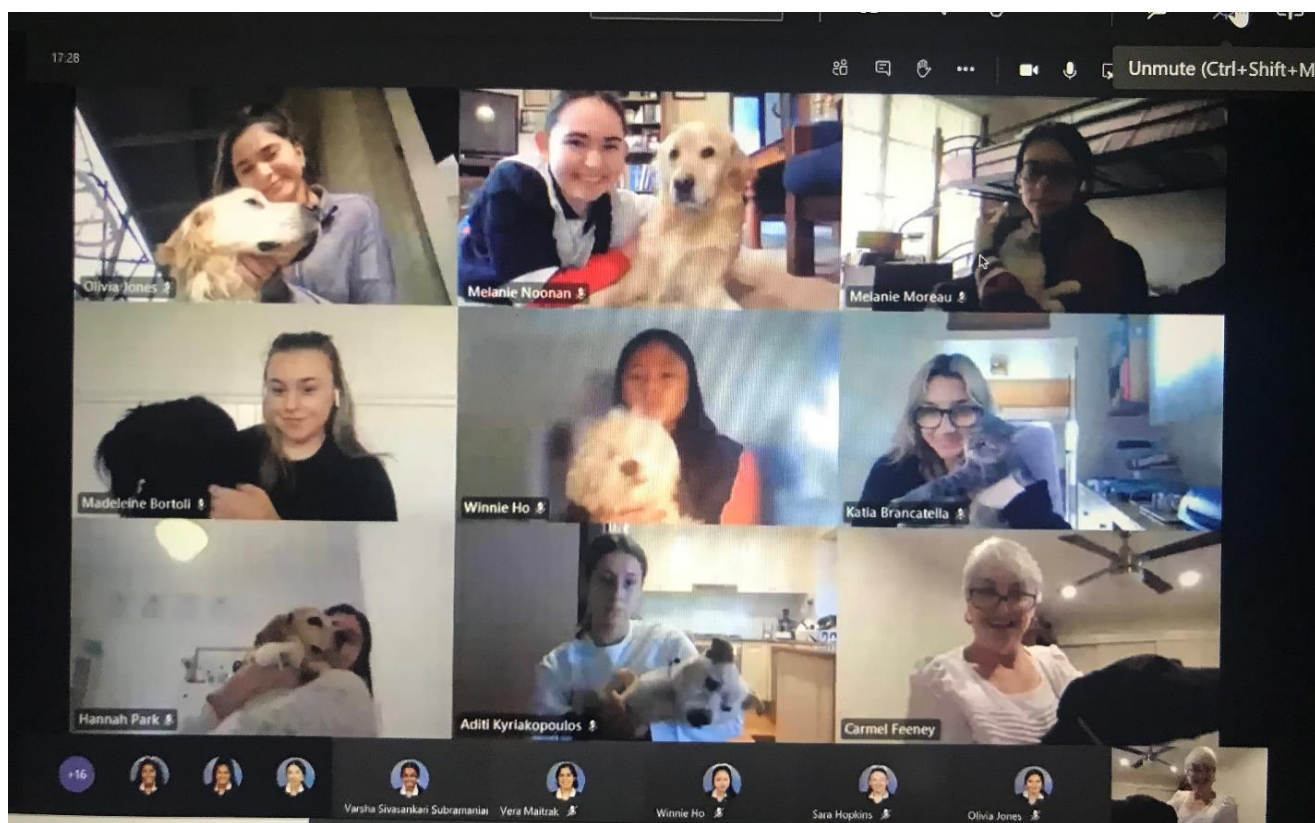 17:28
Unmute (Ctrl+Shift+M
Olivia Jones
Melanie Noonan
Melanie Moreau
Madeleine Bortoli
Winnie Ho
Katia Brancatella
Hannah Park
Aditi Kyriakopoulos
Carmel Feeney
+16
Varsha Sivasankari Subramanian
Vera Maitrak
Winnie Ho
Sara Hopkins
Olivia Jones